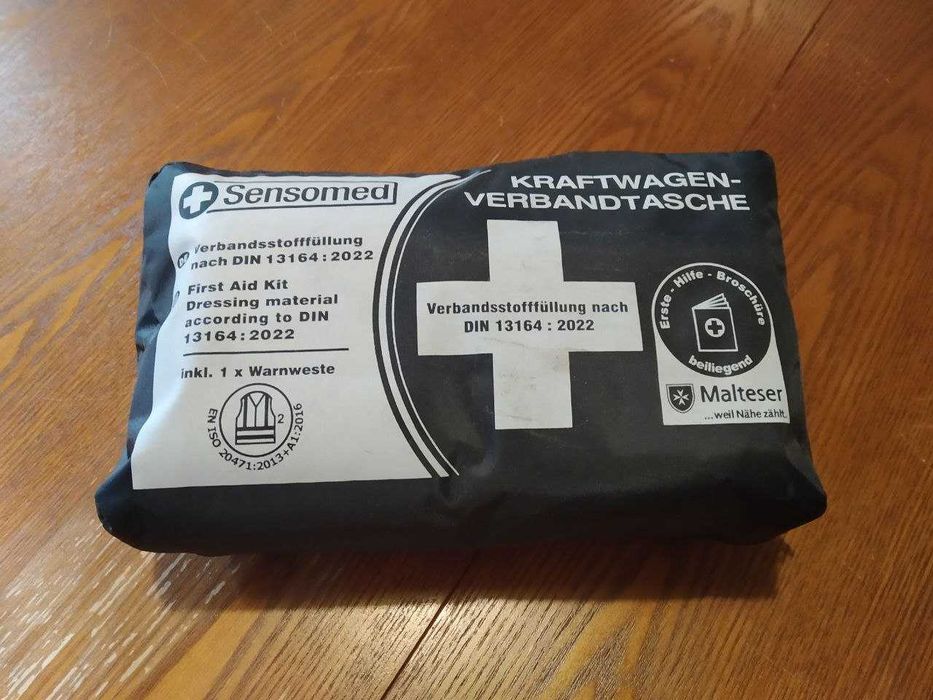 Sensomed
Verbandsstofffüllung
nach DIN 13164:2022
First Aid Kit
Dressing material
according to DIN
13164:2022
inkl. 1 x Warnweste
2
EN ISO 20471:2013+A1:2016
KRAFTWAGEN-
VERBANDTASCHE
Verbandsstofffüllung nach
DIN 13164 : 2022
Erste - Hilfe - Broschüre
beiliegend
Malteser
...weil Nähe zählt.